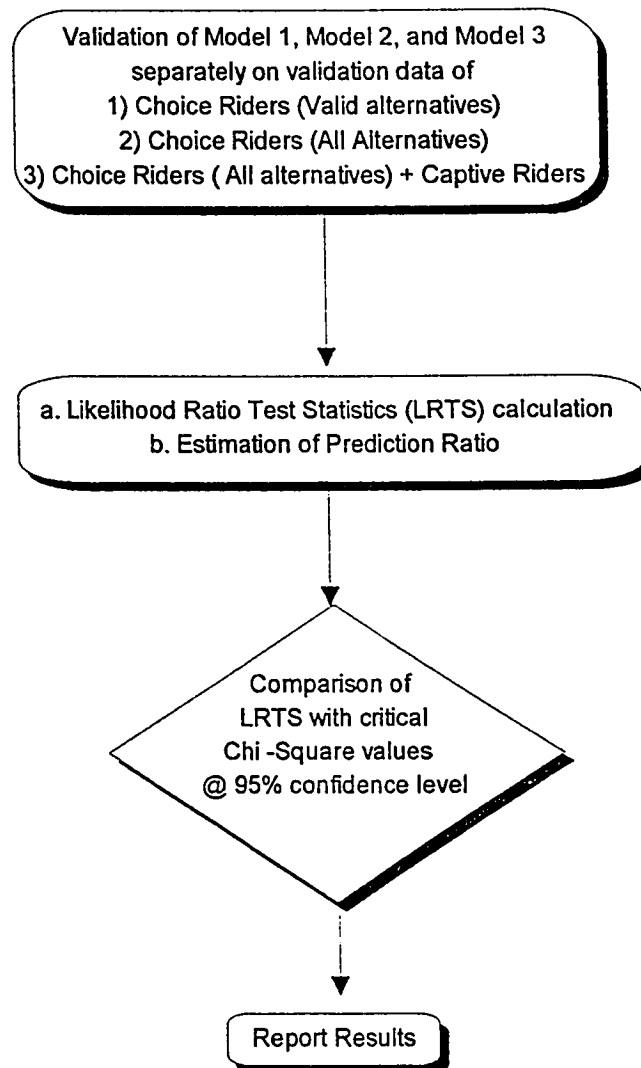 Validation of Model 1, Model 2, and Model 3
separately on validation data of
1) Choice Riders (Valid alternatives)
2) Choice Riders (All Alternatives)
3) Choice Riders ( All alternatives) + Captive Riders
a. Likelihood Ratio Test Statistics (LRTS) calculation
b. Estimation of Prediction Ratio
Comparison of
LRTS with critical
Chi -Square values
@ 95% confidence level
Report Results